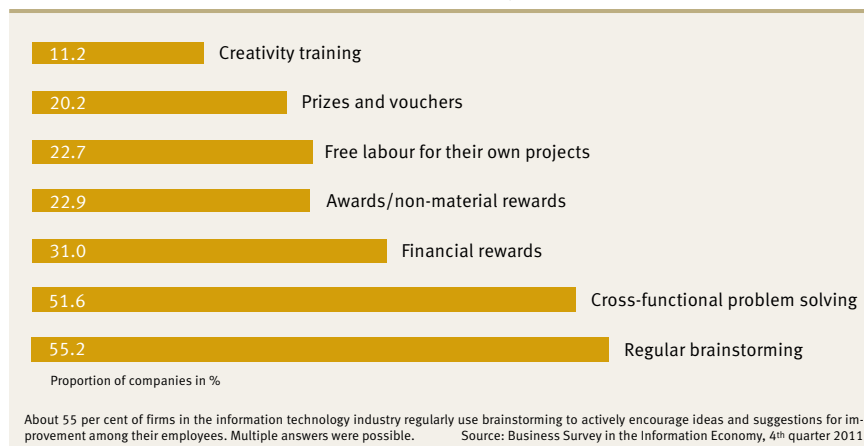 11.2 Creativity training
20.2 Prizes and vouchers
22.7 Free labour for their own projects
22.9 Awards/non-material rewards
31.0 Financial rewards
51.6 Cross-functional problem solving
55.2 Regular brainstorming
Proportion of companies in %
About 55 per cent of firms in the information technology industry regularly use brainstorming to actively encourage ideas and suggestions for im-
provement among their employees. Multiple answers were possible. Source: Business Survey in the Information Economy, 4th quarter 2011